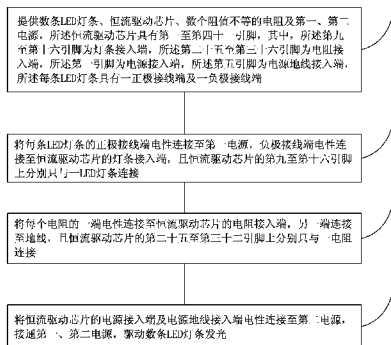 提供数条LED灯条、恒流驱动芯片、数个阻值不等的电阻及第一、第二
电源，所述恒流驱动芯片具有第一至第四十一引脚，其中，所述第九
至第十六引脚为灯条接入端，所述第二十五至第三十六引脚为电阻接
入端，所述第一引脚为电源接入端，所述第五引脚为电源地线接入端，
所述每条LED灯条具有一正极接线端及一负极接线端
将每条LED灯条的正极接线端电性连接至第一电源，负极接线端电性连
接至恒流驱动芯片的灯条接入端，且恒流驱动芯片的第九至第十六引脚
上分别只与一LED灯条连接
将每个电阻的一端电性连接至恒流驱动芯片的电阻接入端，另一端连接
至地线，且恒流驱动芯片的第二十五至第三十二引脚上分别只与一电阻
连接
将恒流驱动芯片的电源接入端及电源地线接入端电性连接至第二电源，
接通第一、第二电源，驱动数条LED灯条发光